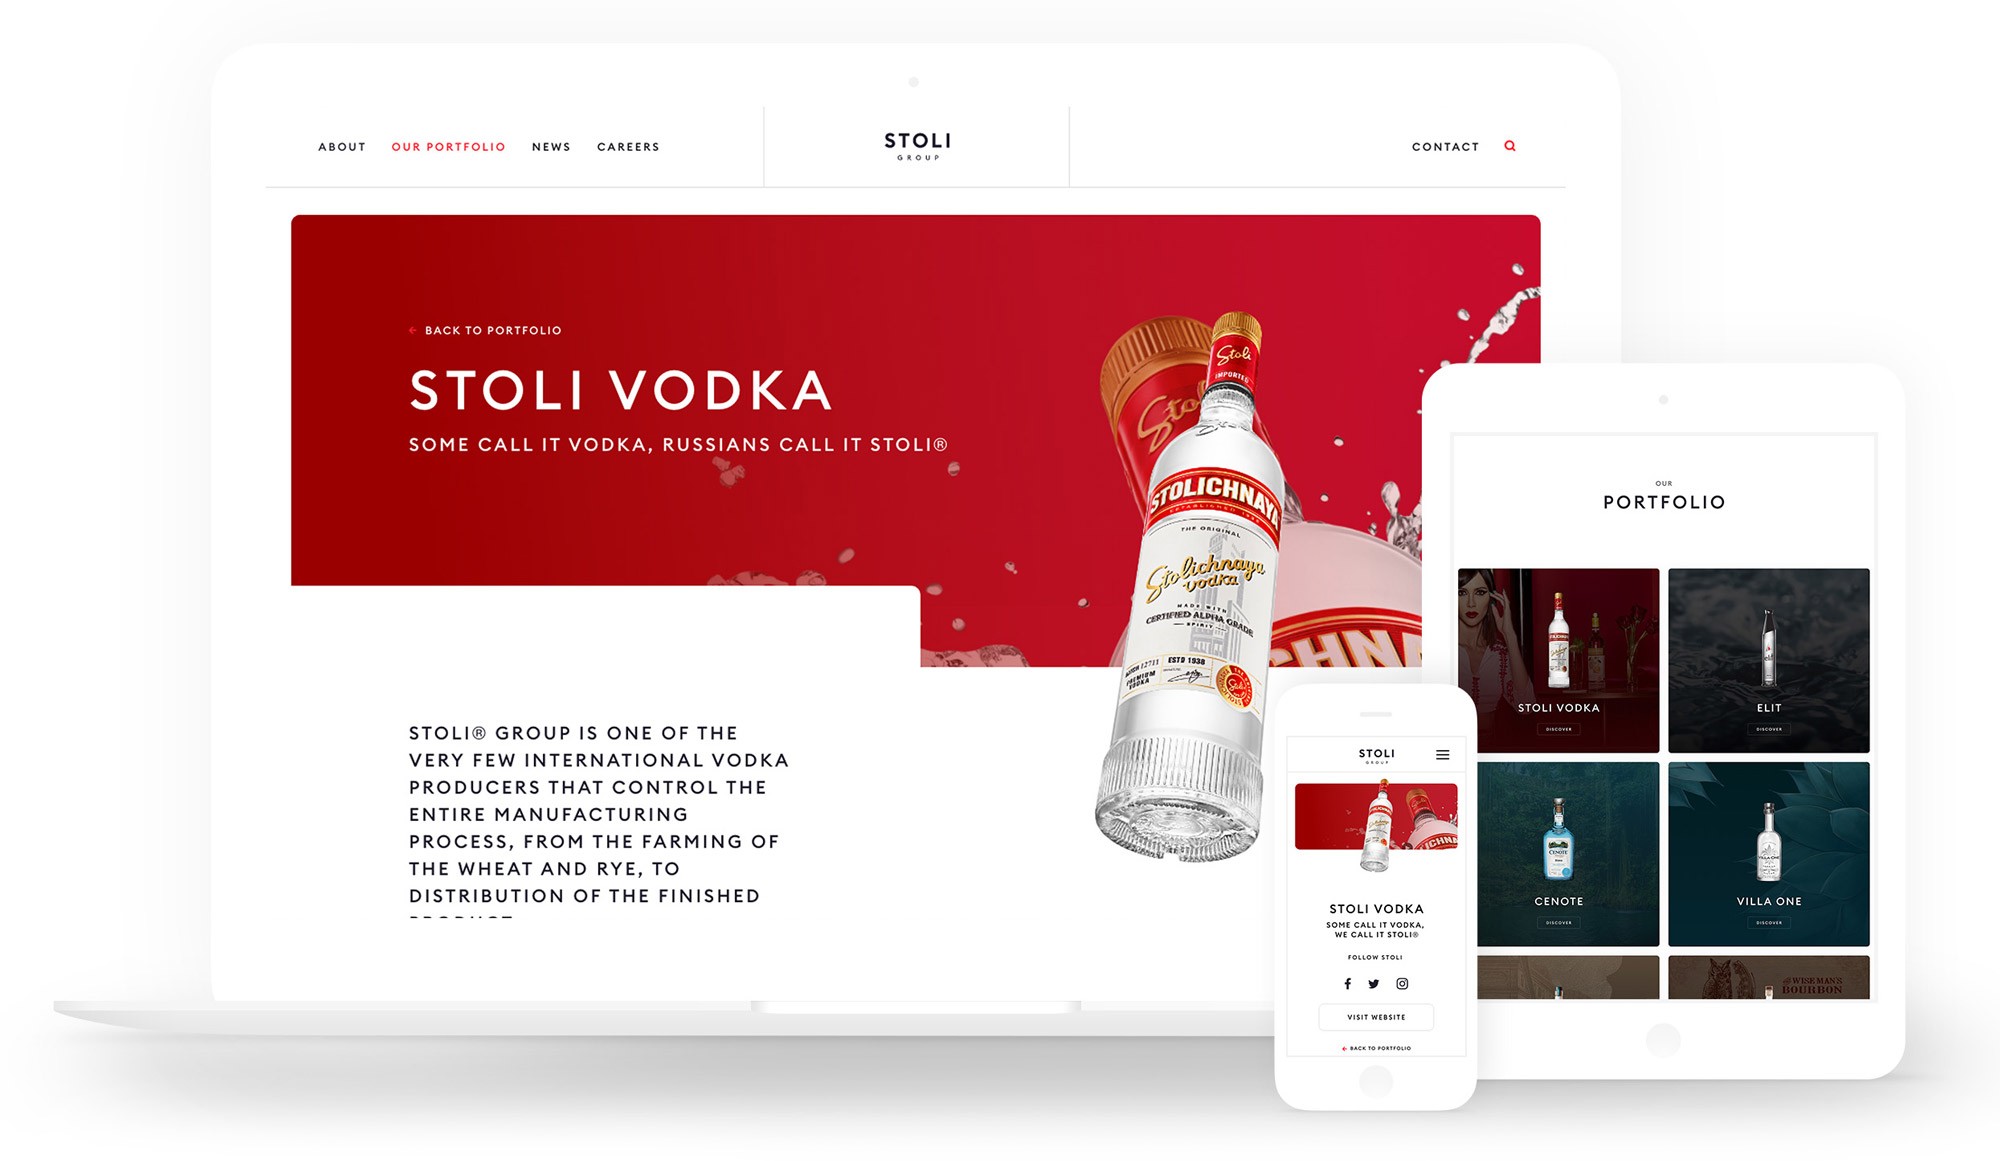 ABOUT
OUR PORTFOLIO
NEWS
CAREERS
STOLI
GROUP
CONTACT
BACK TO PORTFOLIO
STOLI VODKA
SOME CALL IT VODKA, RUSSIANS CALL IT STOLI®
STOLI® GROUP IS ONE OF THE
VERY FEW INTERNATIONAL VODKA
PRODUCERS THAT CONTROL THE
ENTIRE MANUFACTURING
PROCESS, FROM THE FARMING OF
THE WHEAT AND RYE, TO
DISTRIBUTION OF THE FINISHED
Stoli
IMPORTED
STOLICHNAYA
THE ORIGINAL
Stolichnaya
vodka
MADE WITH
CERTIFIED ALPHA GRADE
SPIRIT
ESTD 1938
PREMIUM
VODKA
Stoli
STOLI
GROUP
STOLI VODKA
SOME CALL IT VODKA,
WE CALL IT STOLI®
FOLLOW STOLI
VISIT WEBSITE
BACK TO PORTFOLIO
OUR
PORTFOLIO
STOLI VODKA
DISCOVER
ELIT
DISCOVER
CENOTE
CENOTE
DISCOVER
VILLA ONE
VILLA ONE
DISCOVER
WISE MAN'S
BOURBON